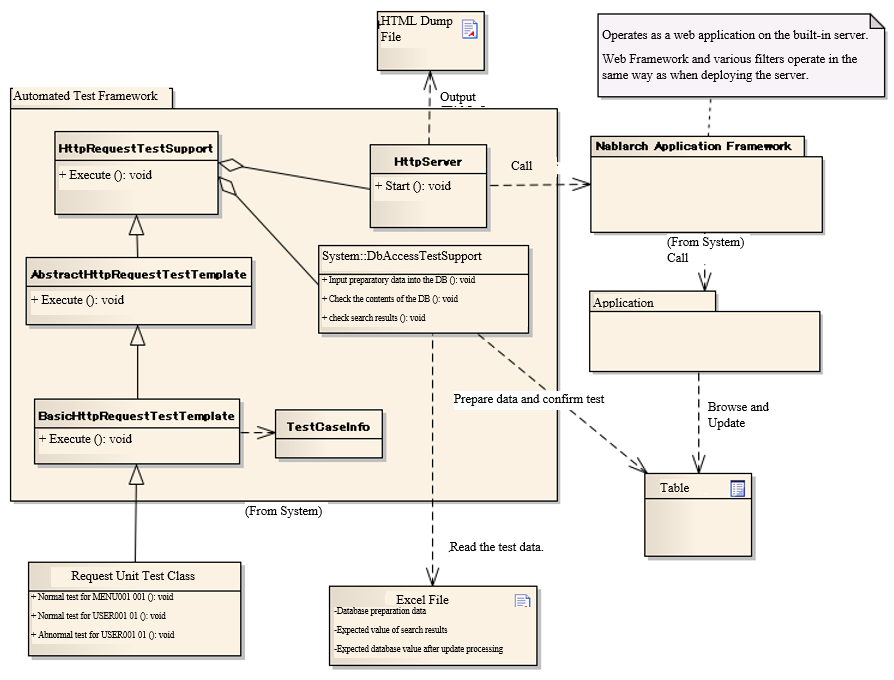 HTML Dump
File
Operates as a web application on the built-in server.
Web Framework and various filters operate in the
same way as when deploying the server.
Automated Test Framework
Output
HttpRequestTestSupport
+ Execute (): void
HttpServer
+ Start (): void
Call
Nablarch Application Framework
(From System)
Call
System::DbAccessTestSupport
+ Input preparatory data into the DB (): void
+ Check the contents of the DB (): void
+ check search results (): void
AbstractHttpRequestTestTemplate
+ Execute (): void
Application
BasicHttpRequestTestTemplate
+ Execute (): void
TestCaseInfo
Prepare data and confirm test
Browse and
Update
Table
(From System)
Read the test data.
Request Unit Test Class
+ Normal test for MENU001 001 (): void
+ Normal test for USER001 01 (): void
+ Abnormal test for USER001 01 (): void
Excel File
-Database preparation data
-Expected value of search results
-Expected database value after update processing